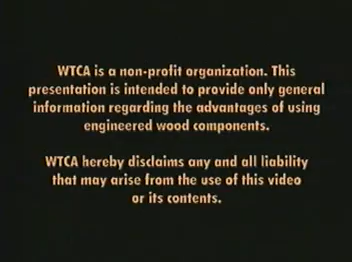 WTCA is a non-profit organization. This
presentation is intended to provide only general
information regarding the advantages of using
engineered wood components.
WTCA hereby disclaims any and all liability
that may arise from the use of this video
or its contents.